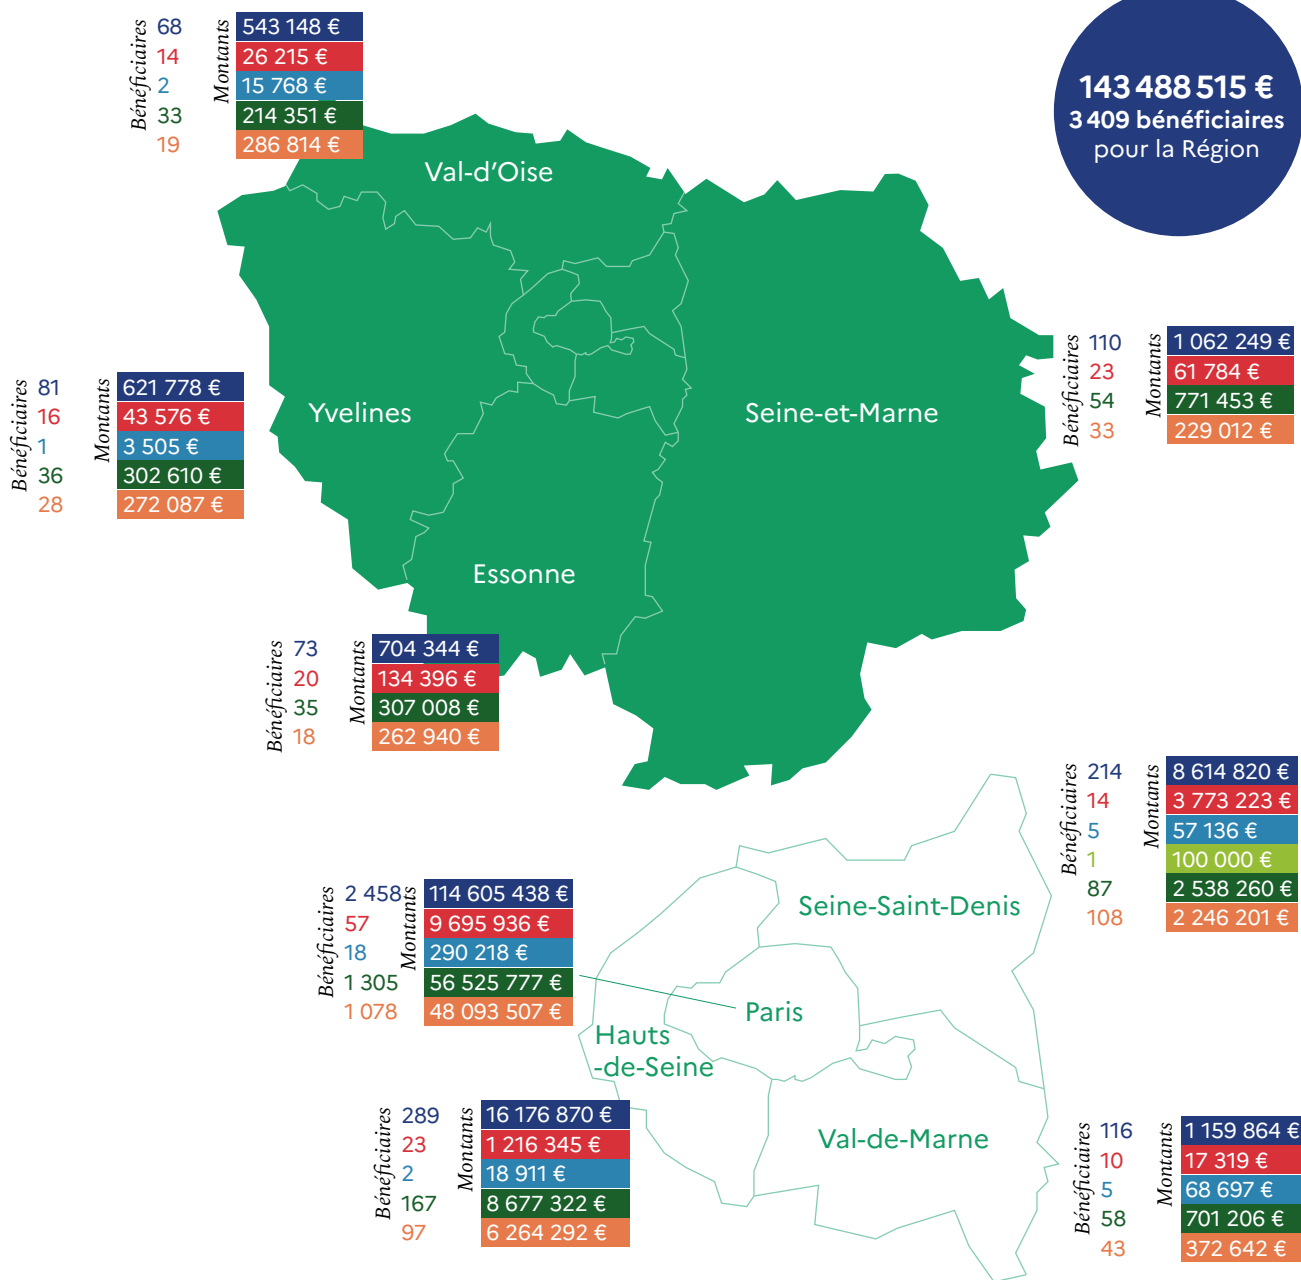 Bénéficiaires
68
14
2
33
19
Montants
543 148 €
26 215 €
15 768 €
214 351 €
286 814 €
143 488 515 €
3 409 bénéficiaires
pour la Région
Val-d'Oise
Bénéficiaires
81
16
1
36
28
Montants
621 778 €
43 576 €
3 505 €
302 610 €
272 087 €
Yvelines
Seine-et-Marne
Bénéficiaires
110
23
54
33
Montants
1 062 249 €
61 784 €
771 453 €
229 012 €
Essonne
Bénéficiaires
73
20
35
18
Montants
704 344 €
134 396 €
307 008 €
262 940 €
Bénéficiaires
214
14
5
1
87
108
Montants
8 614 820 €
3 773 223 €
57 136 €
100 000 €
2 538 260 €
2 246 201 €
Seine-Saint-Denis
Bénéficiaires
2 458
57
18
1 305
1 078
Montants
114 605 438 €
9 695 936 €
290 218 €
56 525 777 €
48 093 507 €
Paris
Hauts
-de-Seine
Bénéficiaires
289
23
2
167
97
Montants
16 176 870 €
1 216 345 €
18 911 €
8 677 322 €
6 264 292 €
Val-de-Marne
Bénéficiaires
116
10
5
58
43
Montants
1 159 864 €
17 319 €
68 697 €
701 206 €
372 642 €